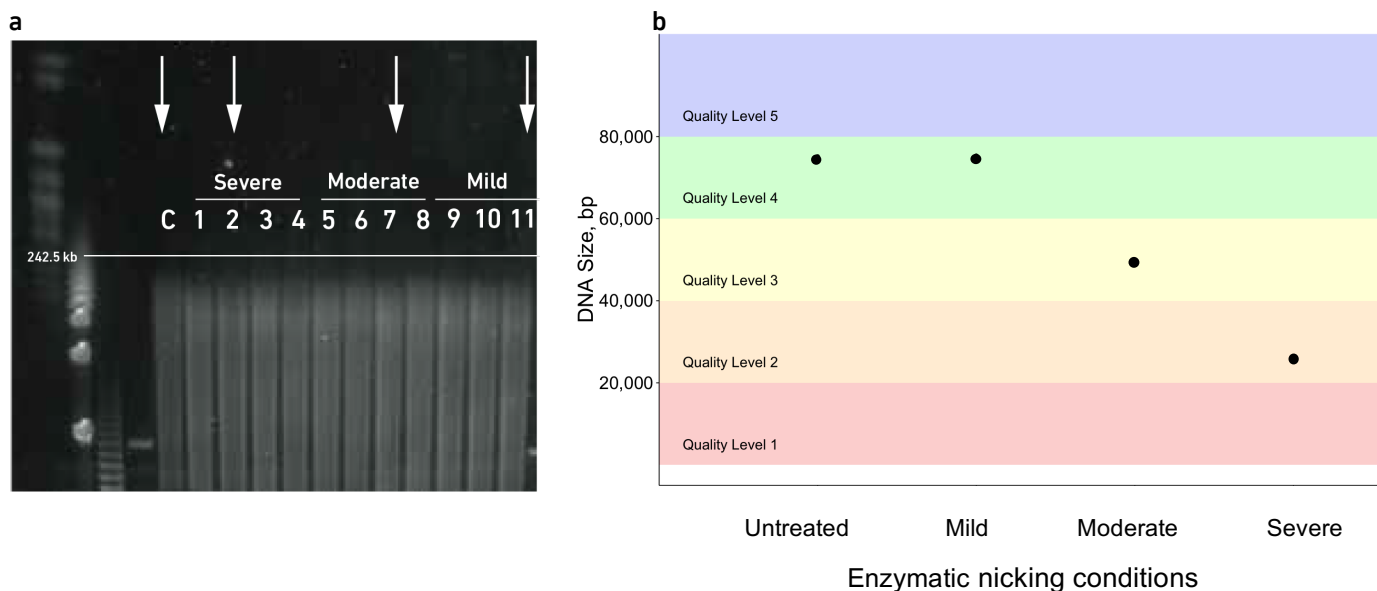 a
Severe
Moderate
Mild
C 1 2 3 4 5 6 7 8 9 10 11
242.5 kb
b
DNA Size, bp
80,000
60,000
40,000
20,000
Quality Level 5
Quality Level 4
Quality Level 3
Quality Level 2
Quality Level 1
Untreated
Mild
Moderate
Severe
Enzymatic nicking conditions